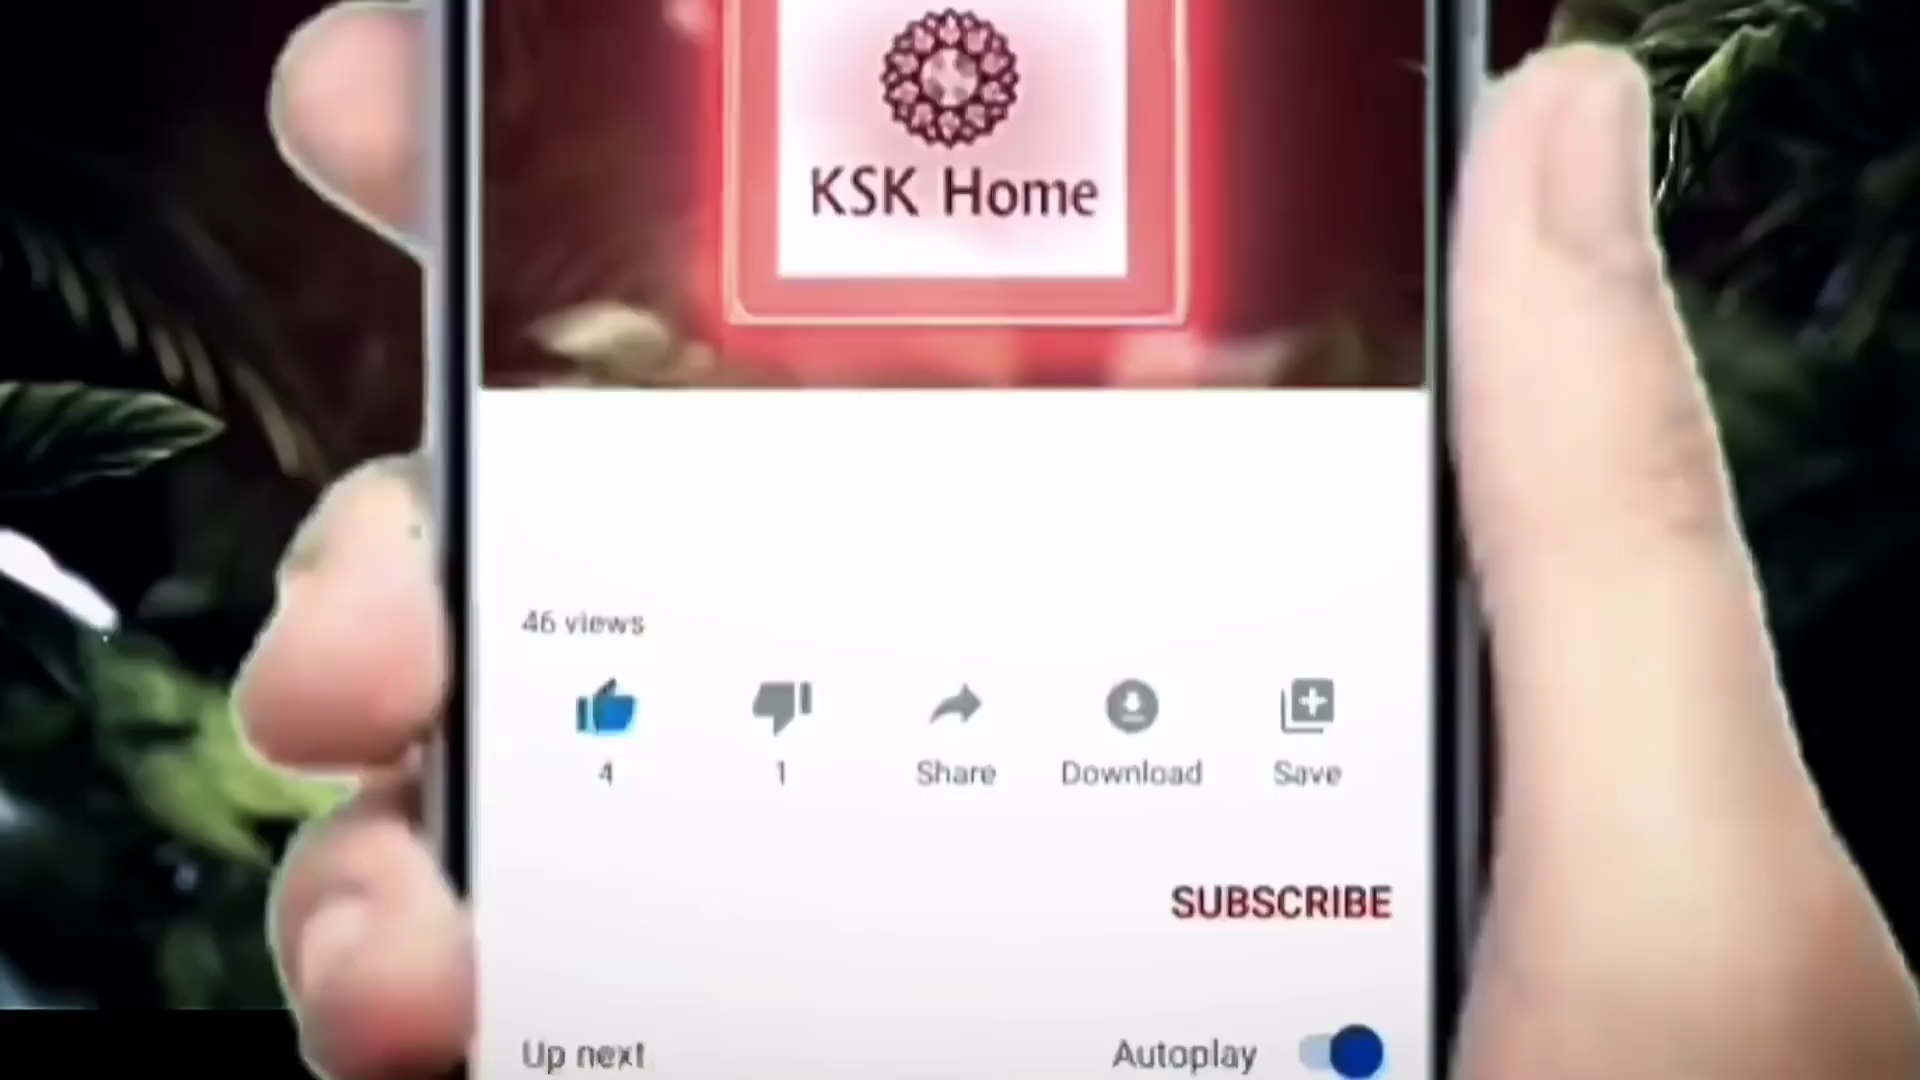 KSK Home
46 views
4
1
Share
Download
Save
SUBSCRIBE
Up next
Autoplay